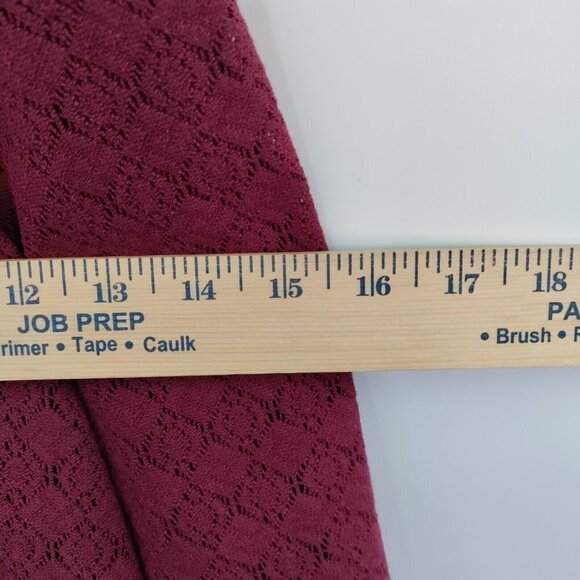 12 13 14 15 16 17 18
JOB PREP PA
rimer • Tape • Caulk • Brush •